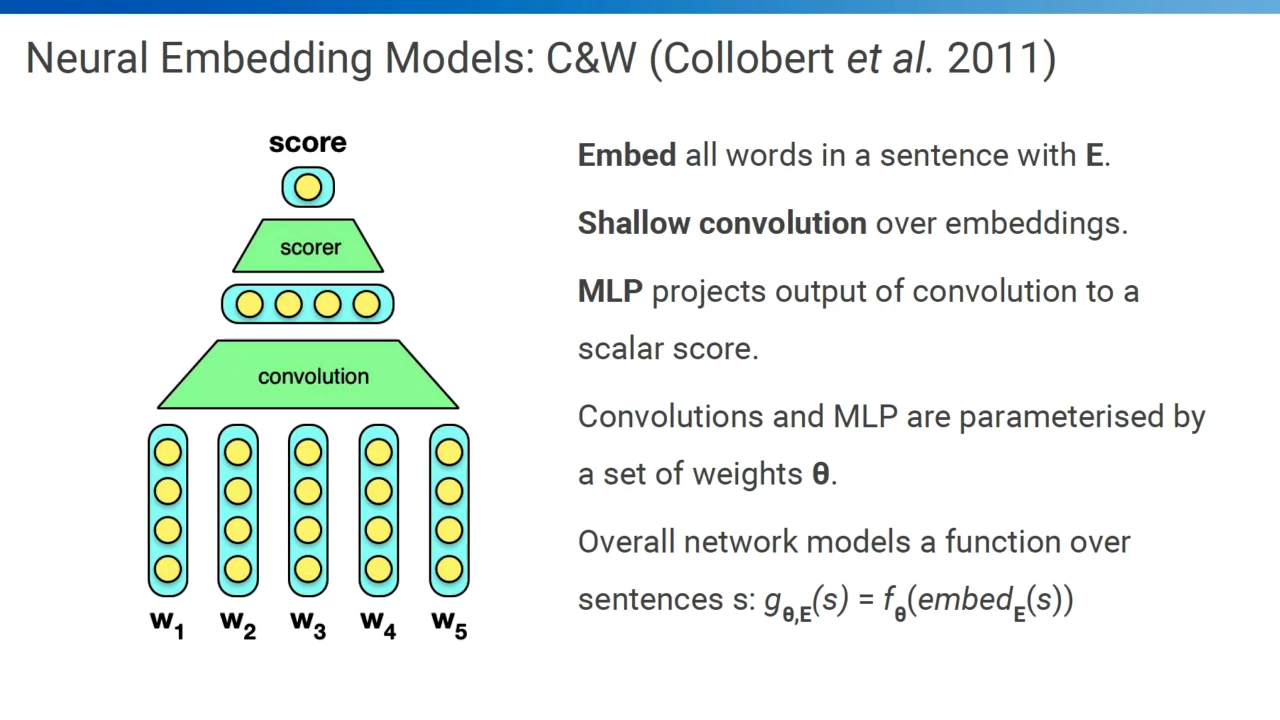 Neural Embedding Models: C&W (Collobert et al. 2011)
score
scorer
convolution
w1 w2 w3 w4 w5
Embed all words in a sentence with E.
Shallow convolution over embeddings.
MLP projects output of convolution to a
scalar score.
Convolutions and MLP are parameterised by
a set of weights θ.
Overall network models a function over
sentences s: gθ,E(s) = fθ(embedE(s))